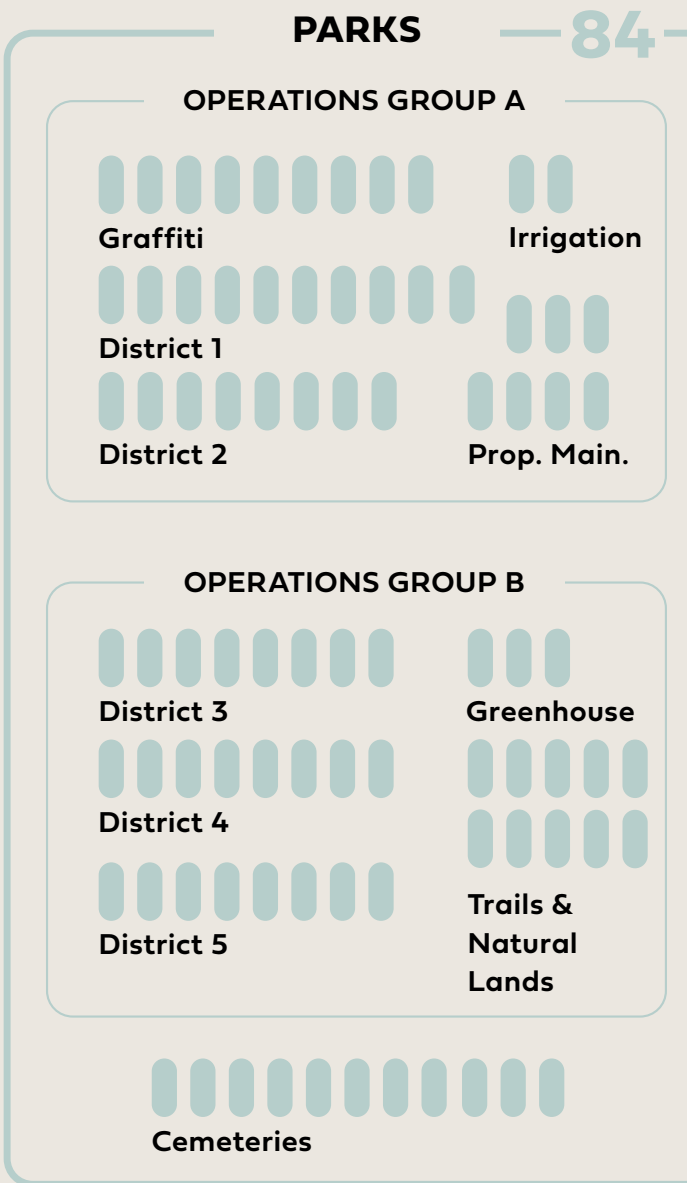 PARKS
84
OPERATIONS GROUP A
Graffiti
Irrigation
District 1
District 2
Prop. Main.
OPERATIONS GROUP B
District 3
Greenhouse
District 4
District 5
Trails &
Natural
Lands
Cemeteries